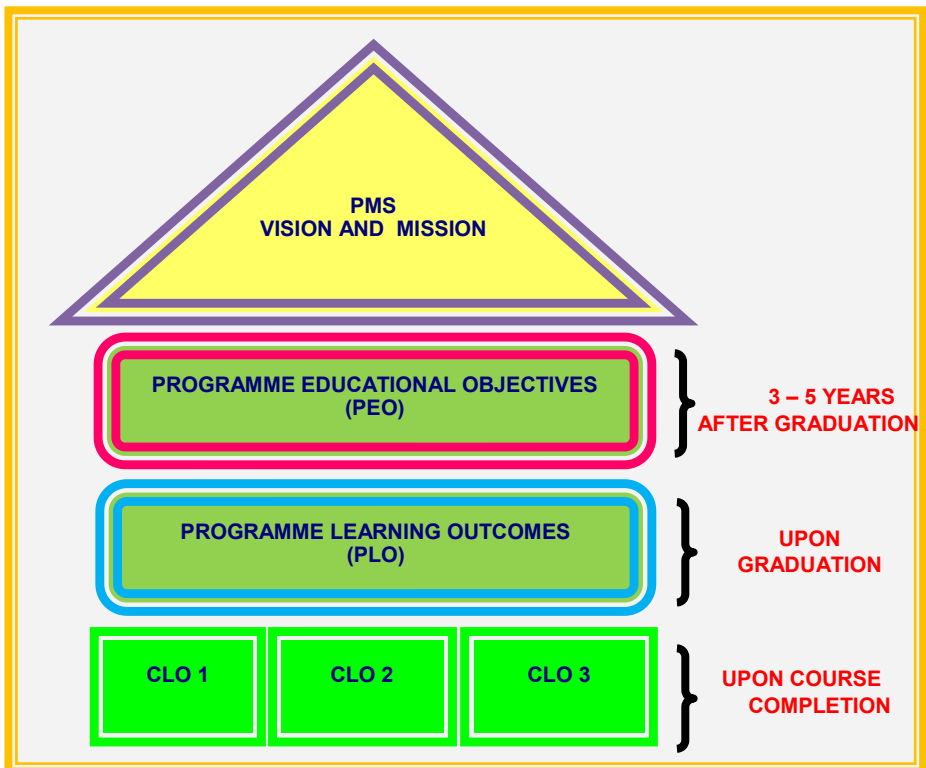 PMS
VISION AND MISSION
PROGRAMME EDUCATIONAL OBJECTIVES
(PEO)
3 – 5 YEARS
AFTER GRADUATION
PROGRAMME LEARNING OUTCOMES
(PLO)
UPON
GRADUATION
CLO 1
CLO 2
CLO 3
UPON COURSE
COMPLETION